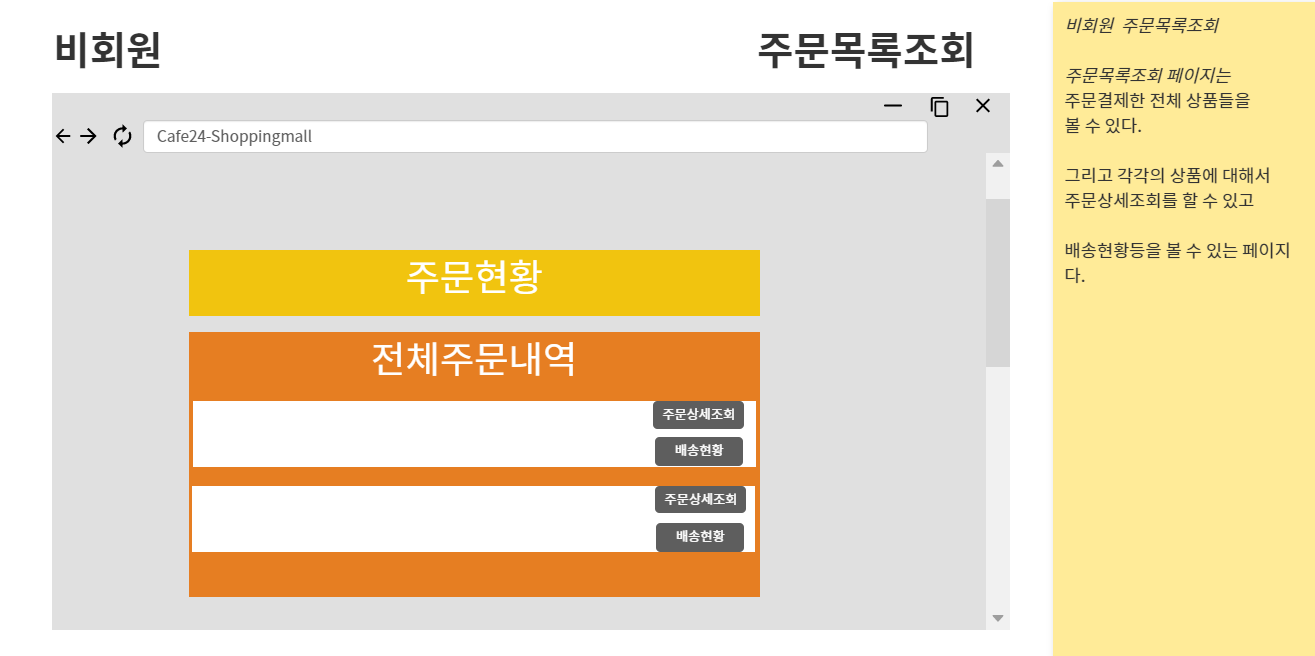 비회원
주문목록조회
Cafe24-Shoppingmall
주문현황
전체주문내역
주문상세조회
배송현황
주문상세조회
배송현황
비회원 주문목록조회
주문목록조회 페이지는
주문결제한 전체 상품들을
볼 수 있다.
그리고 각각의 상품에 대해서
주문상세조회를 할 수 있고
배송현황등을 볼 수 있는 페이지
다.